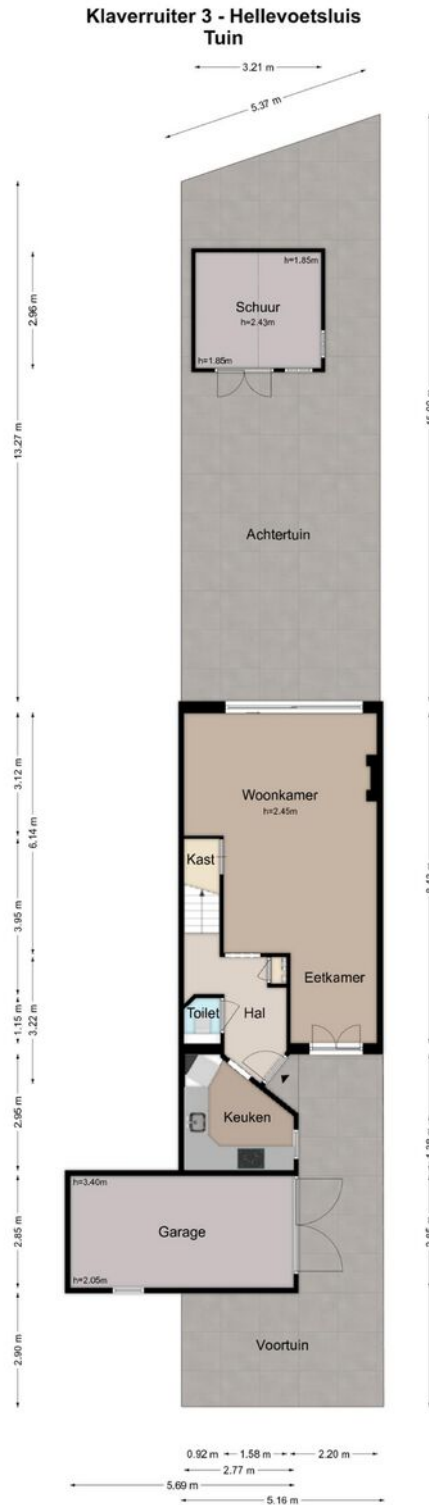 Klaverruiter 3 - Hellevoetsluis
Tuin
3.21 m
5.37 m
2.96 m
13.27 m
h=1.85m
Schuur
h=2.43m
h=1.85m
Achtertuin
3.12 m
6.14 m
Woonkamer
h=2.45m
Kast
3.95 m
Eetkamer
Toilet
Hal
1.15 m
3.22 m
2.95 m
Keuken
h=3.40m
2.85 m
Garage
h=2.05m
2.90 m
Voortuin
0.92 m
1.58 m
2.20 m
2.77 m
5.69 m
5.16 m